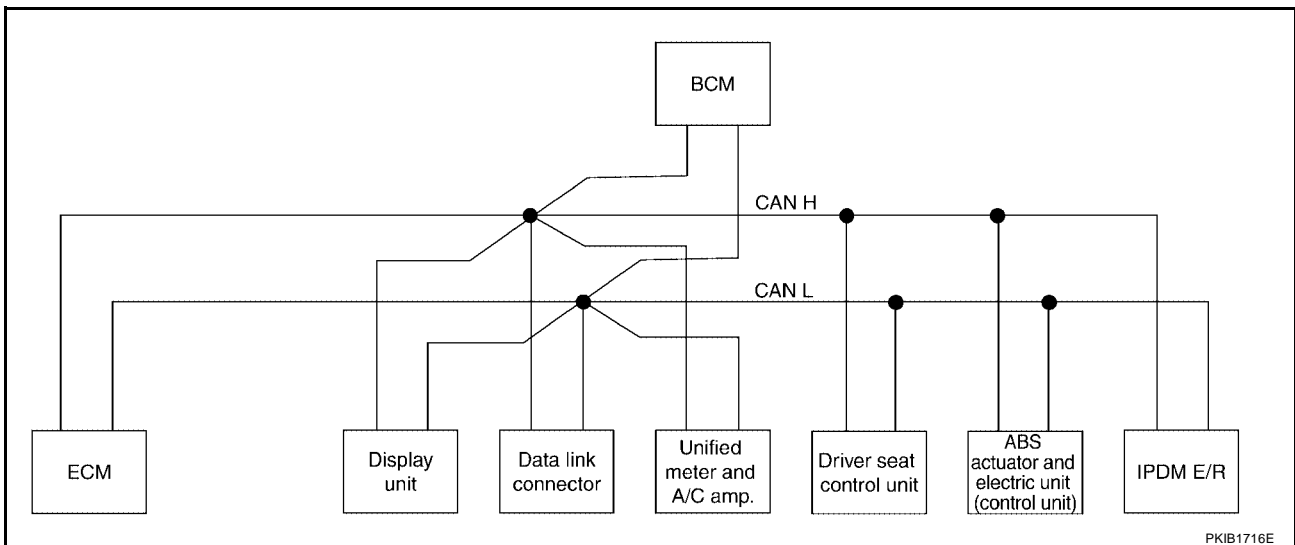 BCM
CAN H
CAN L
ECM
Display
unit
Data link
connector
Unified
meter and
A/C amp.
Driver seat
control unit
ABS
actuator and
electric unit
(control unit)
IPDM E/R
PKIB1716E